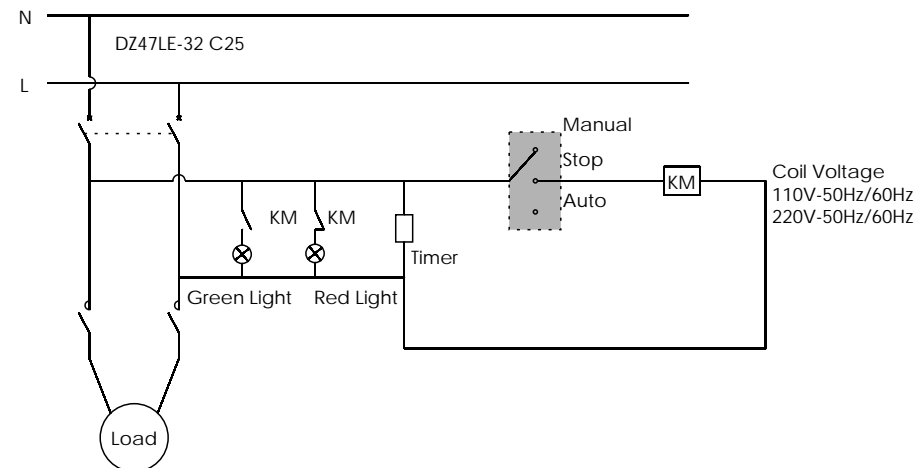 N
DZ47LE-32 C25
L
Manual
Stop
Auto
KM
Coil Voltage
110V-50Hz/60Hz
220V-50Hz/60Hz
KM
KM
Timer
Green Light
Red Light
Load